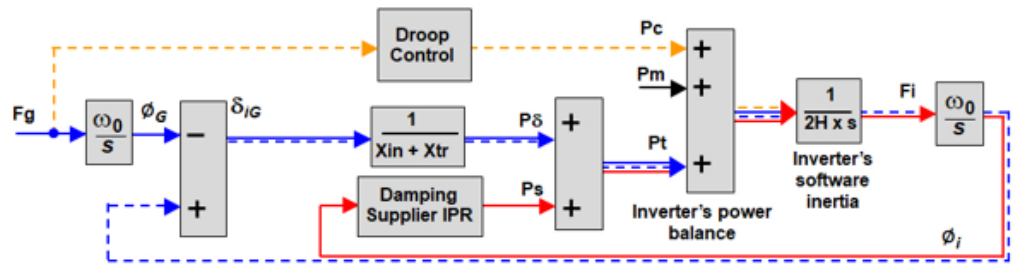 Droop
Control
Pc
Pm
Fg
ω₀
s
ϕG
δiG
−
+
1
Xin + Xtr
Pδ
Damping
Supplier IPR
Ps
+
+
Pt
+
+
+
Inverter's power
balance
1
2H x s
Inverter's
software
inertia
Fi
ω₀
s
ϕi